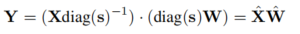 Y = (Xdiag(s)⁻¹) · (diag(s)W) = X̂Ŵ